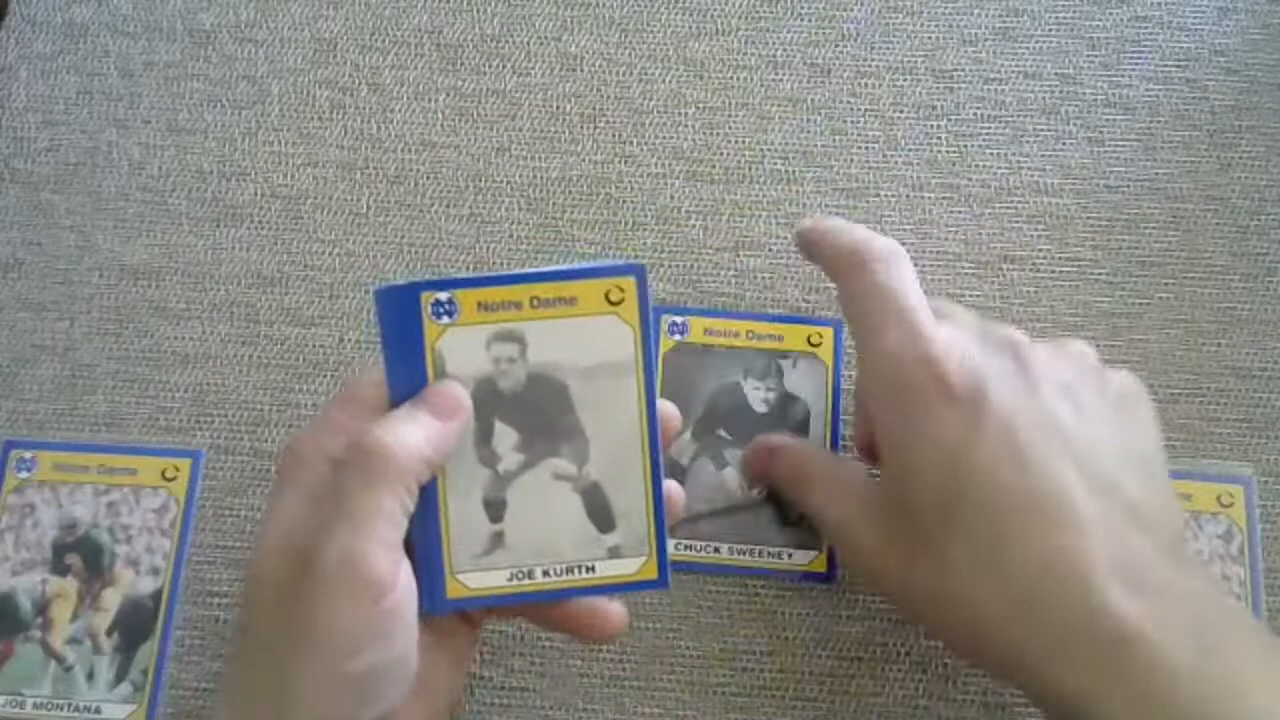 Notre Dame
JOE KURTH
Notre Dame
CHUCK SWEENEY
Notre Dame
JOE MONTANA